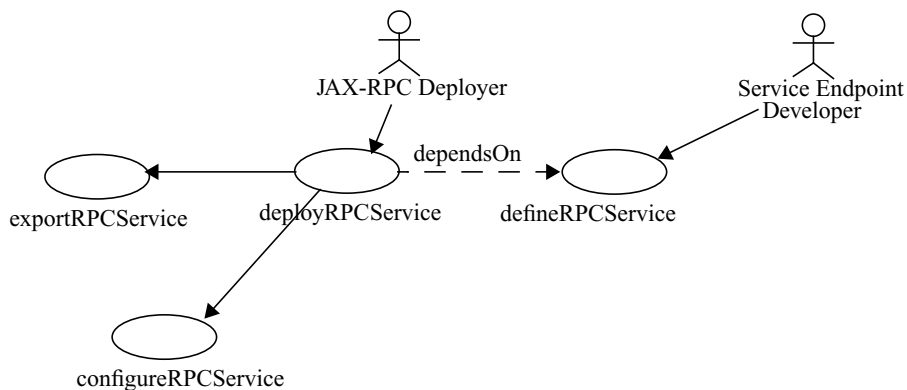 JAX-RPC Deployer
Service Endpoint
Developer
dependsOn
exportRPCService
deployRPCService
defineRPCService
configureRPCService